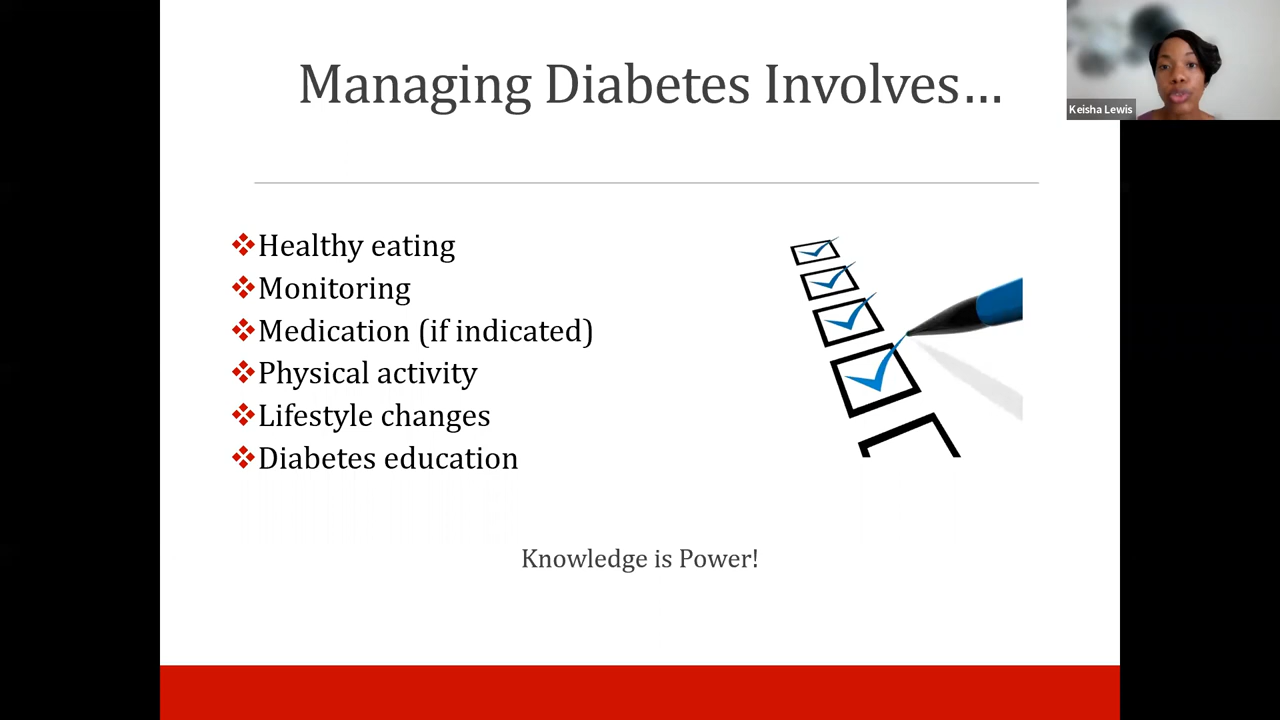 Managing Diabetes Involves…
Keisha Lewis
❖Healthy eating
❖Monitoring
❖Medication (if indicated)
❖Physical activity
❖Lifestyle changes
❖Diabetes education
Knowledge is Power!